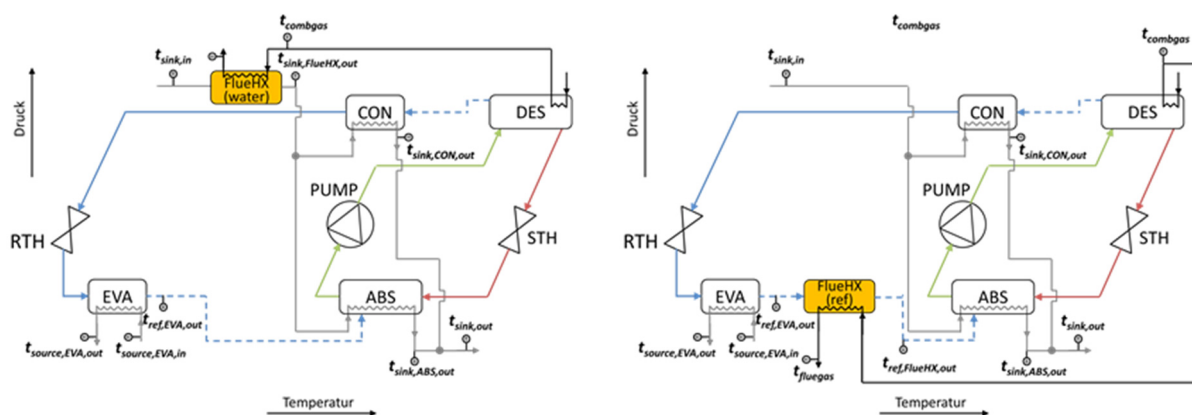 t_combgas
t_sink,in
t_sink,FlueHX,out
FlueHX
(water)
Druck
CON
DES
t_sink,CON,out
PUMP
RTH
STH
EVA
ABS
t_ref,EVA,out
t_sink,out
t_source,EVA,out
t_source,EVA,in
t_sink,ABS,out
Temperatur
t_combgas
t_combgas
t_sink,in
Druck
CON
DES
t_sink,CON,out
PUMP
RTH
STH
EVA
FlueHX
(ref)
ABS
t_ref,EVA,out
t_sink,out
t_source,EVA,out
t_source,EVA,in
t_fluegas
t_ref,FlueHX,out
t_sink,ABS,out
Temperatur